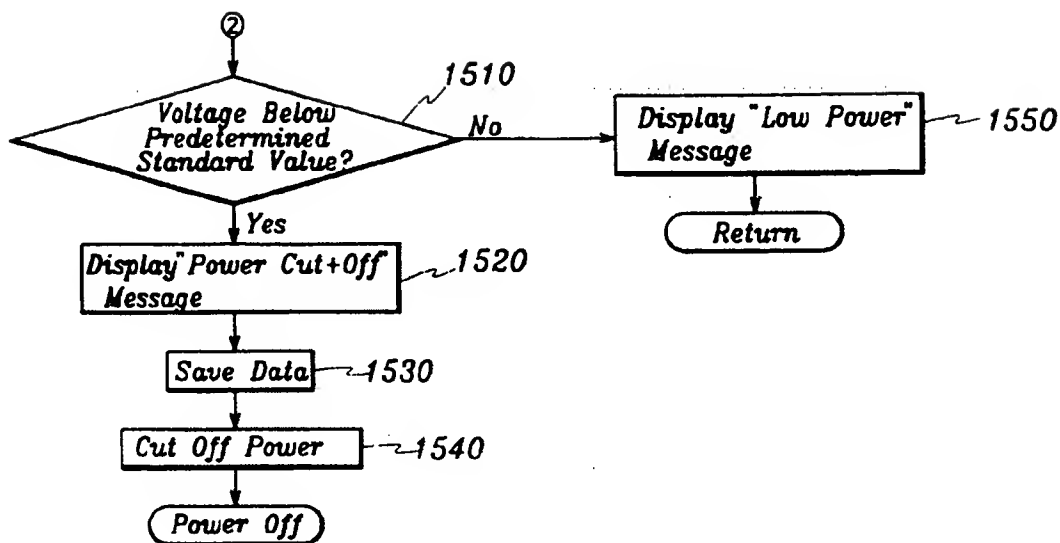 2
Voltage Below
Predetermined
Standard Value?
1510
No
Display "Low Power"
Message
1550
Return
Yes
Display"Power Cut+Off"
Message
1520
Save Data
1530
Cut Off Power
1540
Power Off